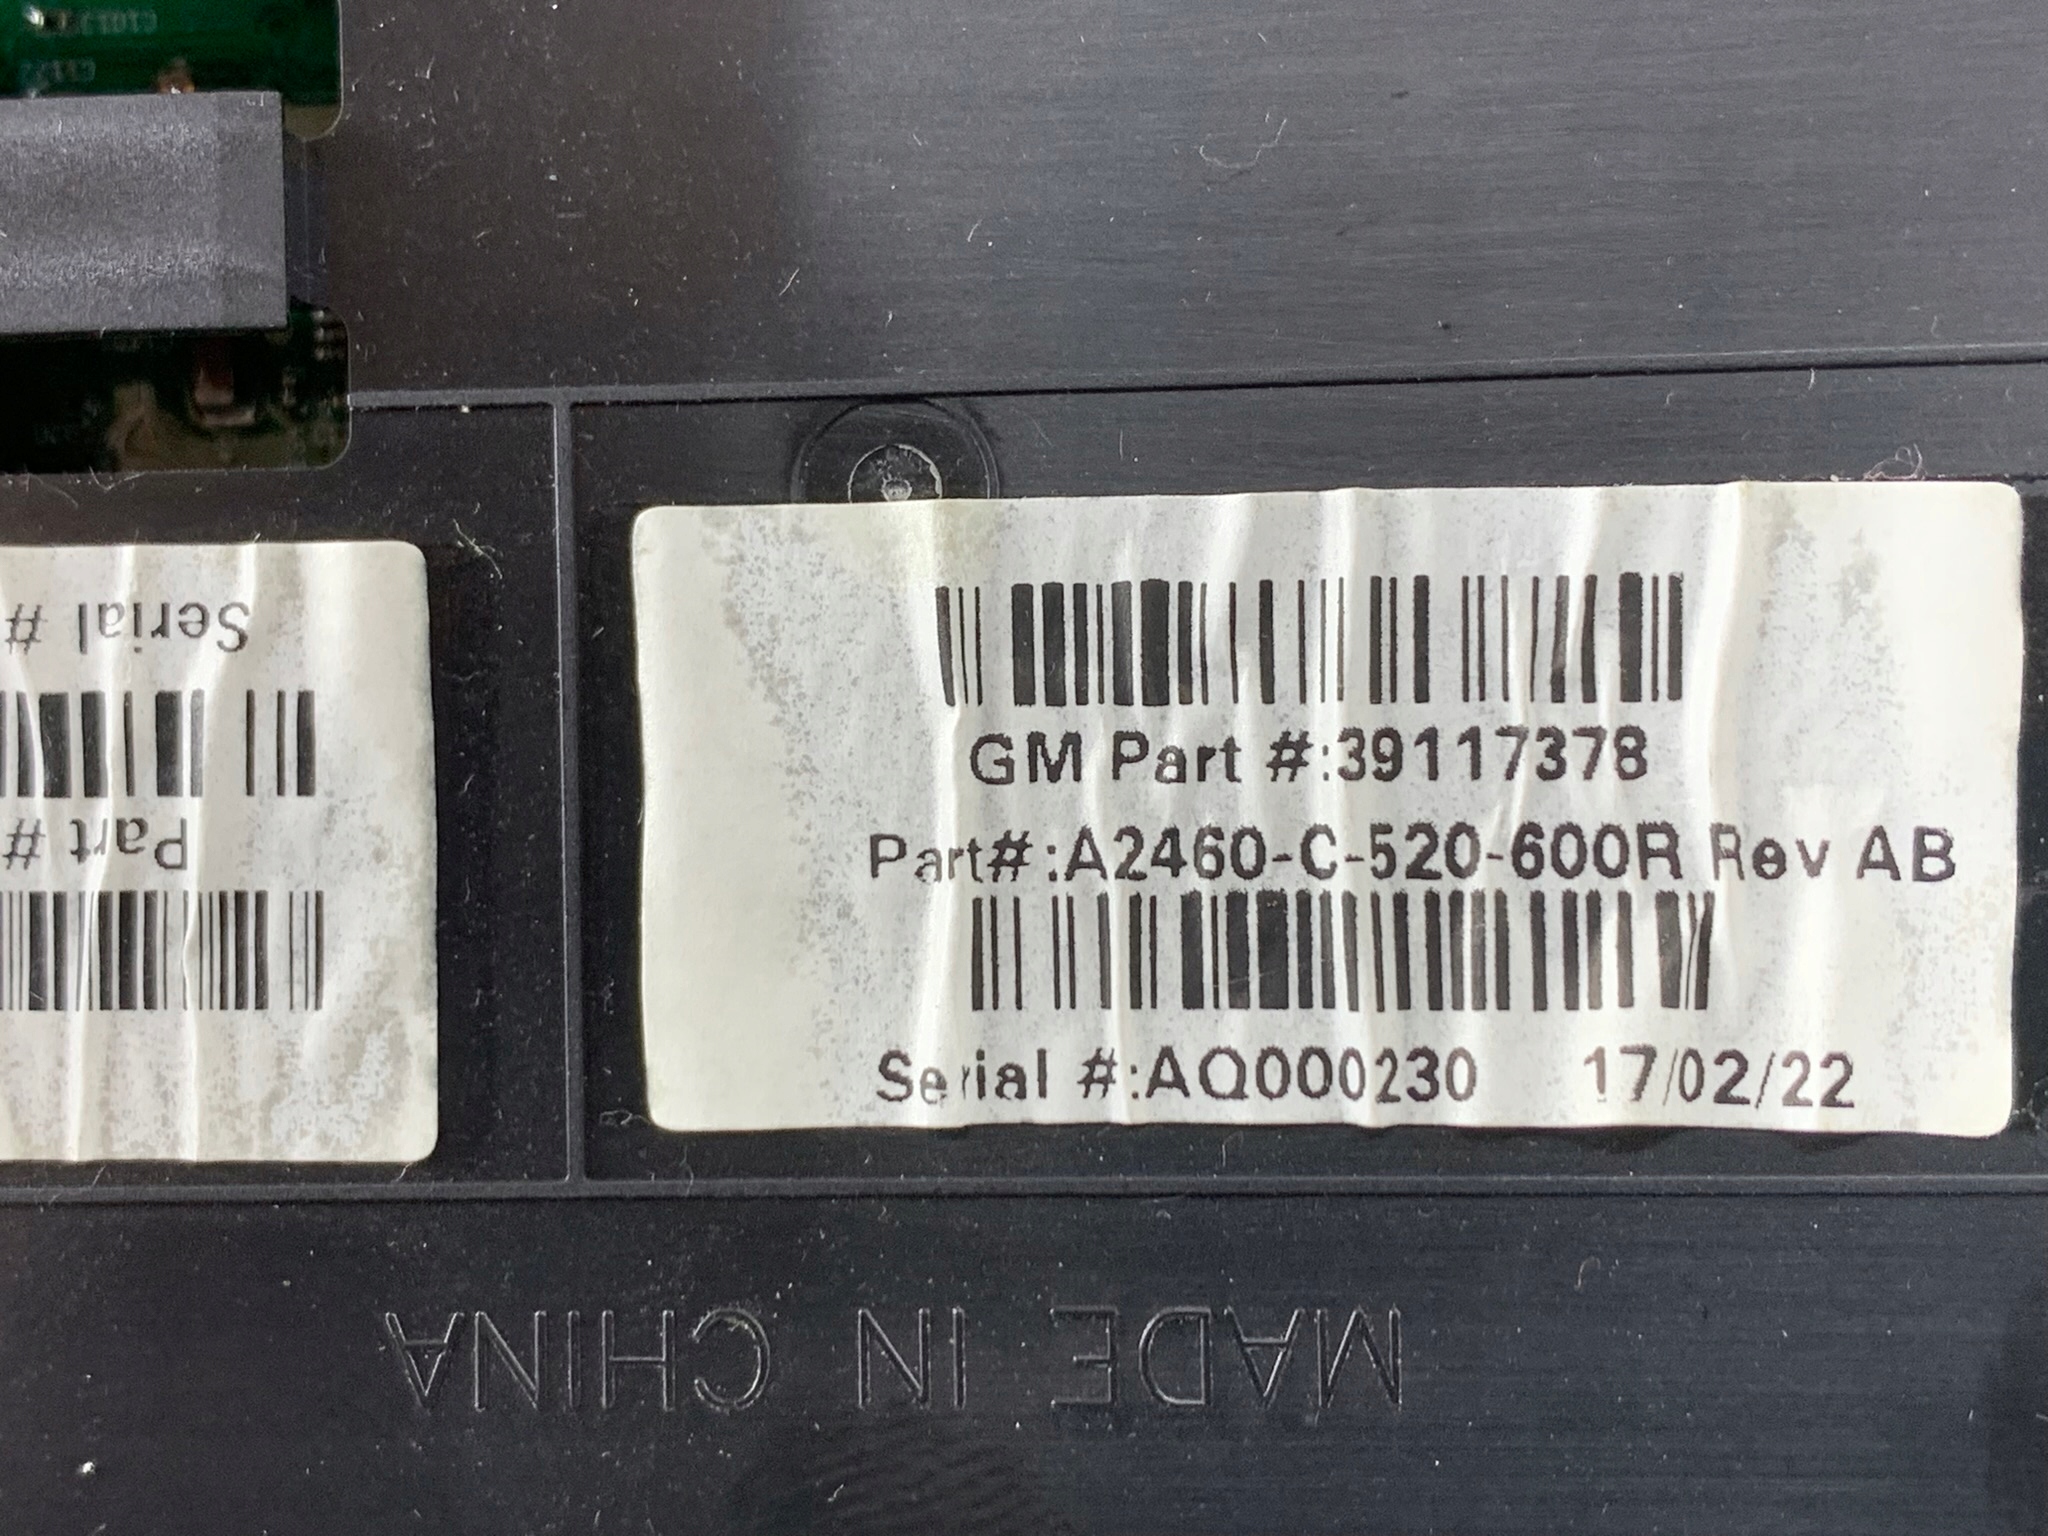 GM Part #:39117378
Part#:A2460-C-520-600R Rev AB
Serial #:AQ000230 17/02/22
Serial #
Part #
MADE IN CHINA